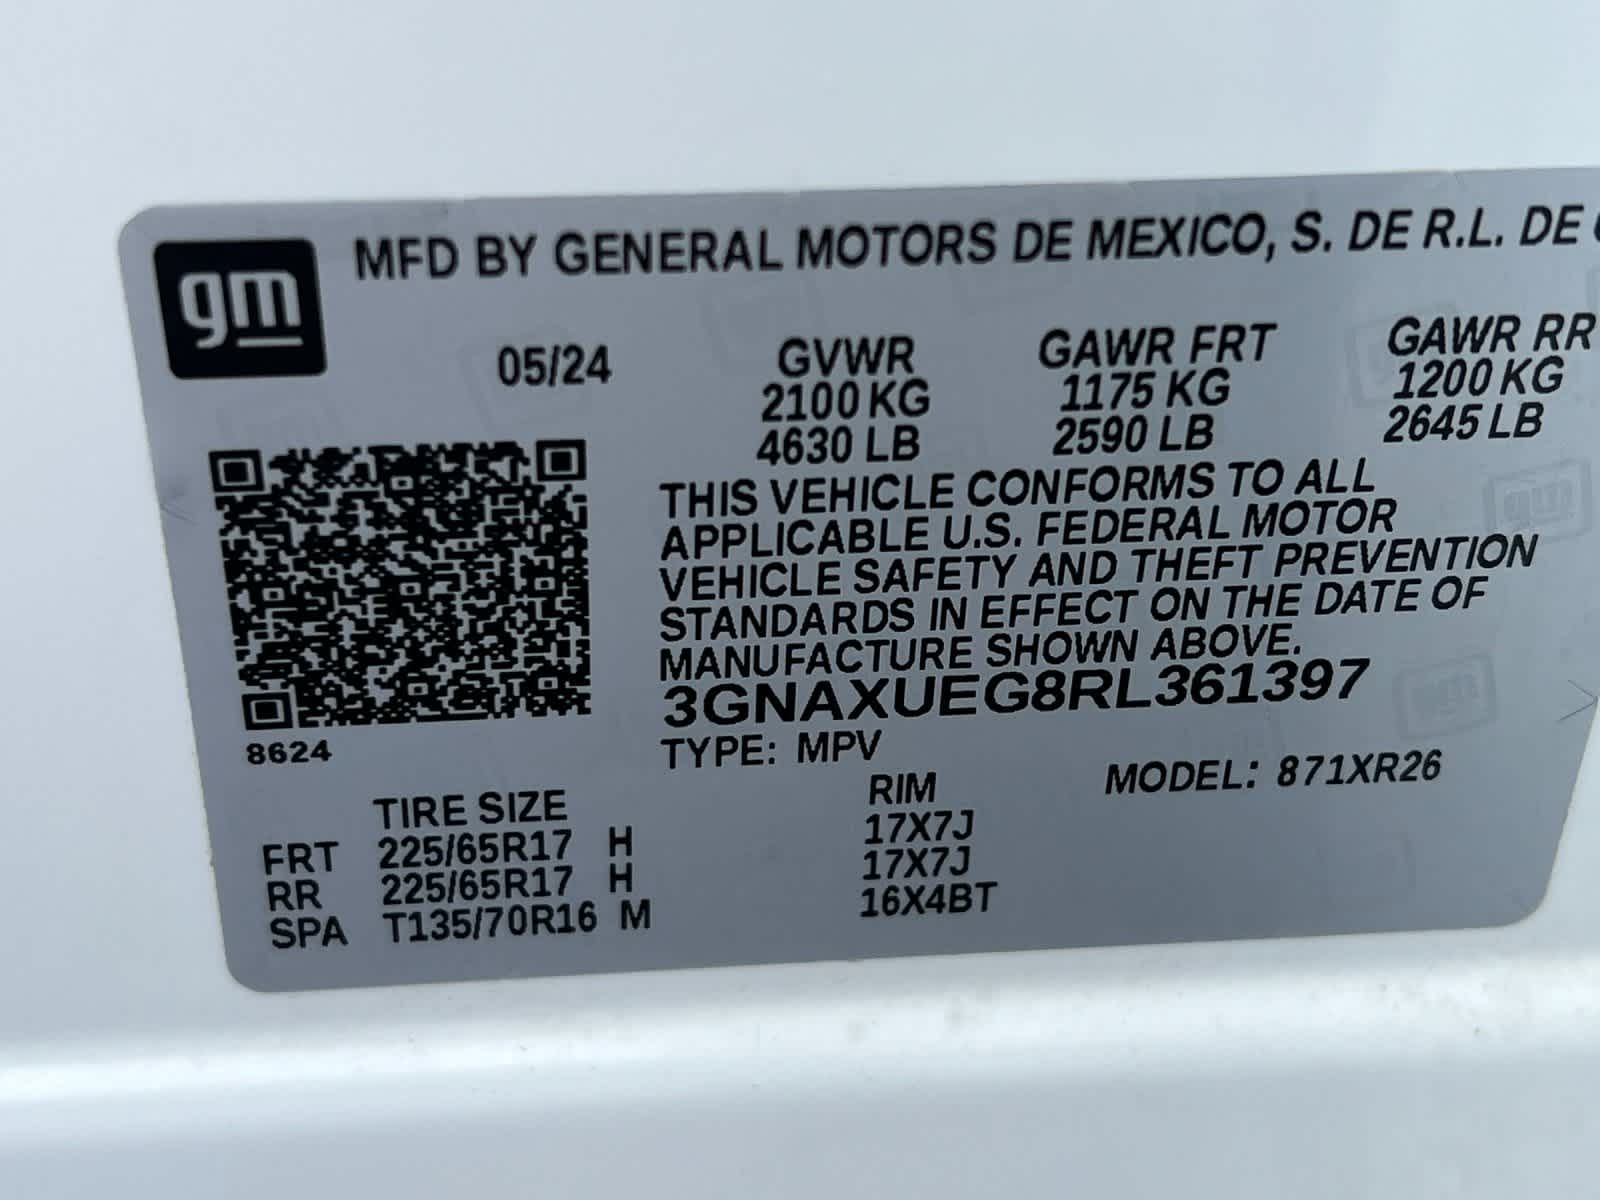 gm
MFD BY GENERAL MOTORS DE MEXICO, S. DE R.L. DE
05/24
GVWR GAWR FRT GAWR RR
2100 KG 1175 KG 1200 KG
4630 LB 2590 LB 2645 LB
THIS VEHICLE CONFORMS TO ALL
APPLICABLE U.S. FEDERAL MOTOR
VEHICLE SAFETY AND THEFT PREVENTION
STANDARDS IN EFFECT ON THE DATE OF
MANUFACTURE SHOWN ABOVE.
3GNAXUEG8RL361397
8624
TYPE: MPV MODEL: 871XR26
TIRE SIZE RIM
FRT 225/65R17 H 17X7J
RR 225/65R17 H 17X7J
SPA T135/70R16 M 16X4BT